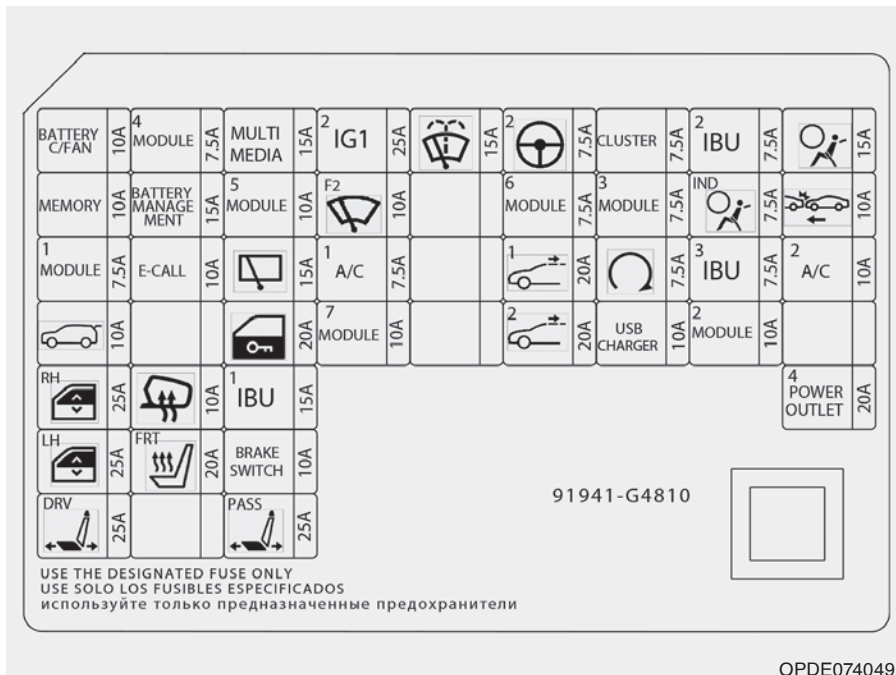 BATTERY C/FAN 10A 4 MODULE 7.5A MULTI MEDIA 15A 2 IG1 25A 15A 2 7.5A CLUSTER 7.5A 2 IBU 7.5A 15A
MEMORY 10A BATTERY MANAGE MENT 15A 5 MODULE 10A F2 10A 6 MODULE 7.5A 3 MODULE 7.5A IND 7.5A 10A
1 MODULE 7.5A E-CALL 10A 15A 1 A/C 7.5A 1 20A 7.5A 3 IBU 7.5A 2 A/C 10A
10A 20A 7 MODULE 10A 2 20A USB CHARGER 10A 2 MODULE 10A
RH 25A 10A 1 IBU 15A 4 POWER OUTLET 20A
LH 25A FRT 20A BRAKE SWITCH 10A
DRV 25A PASS 25A
91941-G4810
USE THE DESIGNATED FUSE ONLY
USE SOLO LOS FUSIBLES ESPECIFICADOS
используйте только предназначенные предохранители
OPDE074049